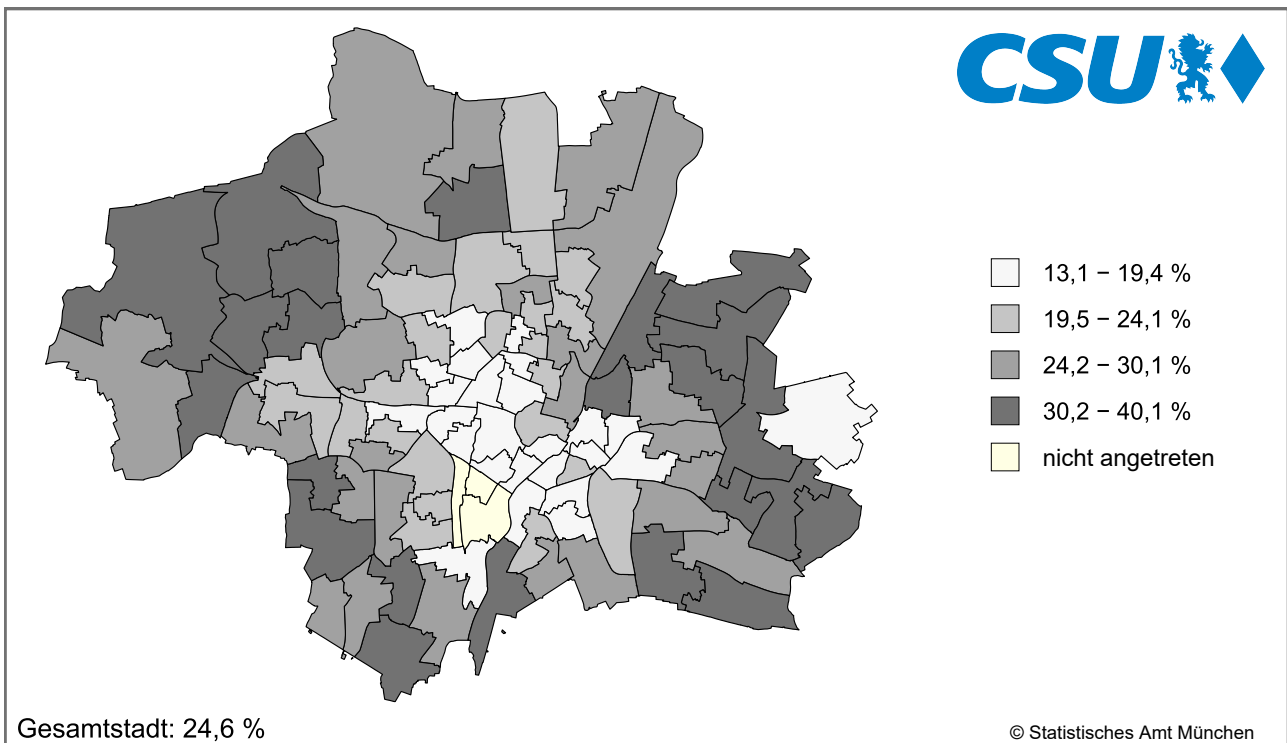 CSU
13,1 – 19,4 %
19,5 – 24,1 %
24,2 – 30,1 %
30,2 – 40,1 %
nicht angetreten
Gesamtstadt: 24,6 %
© Statistisches Amt München